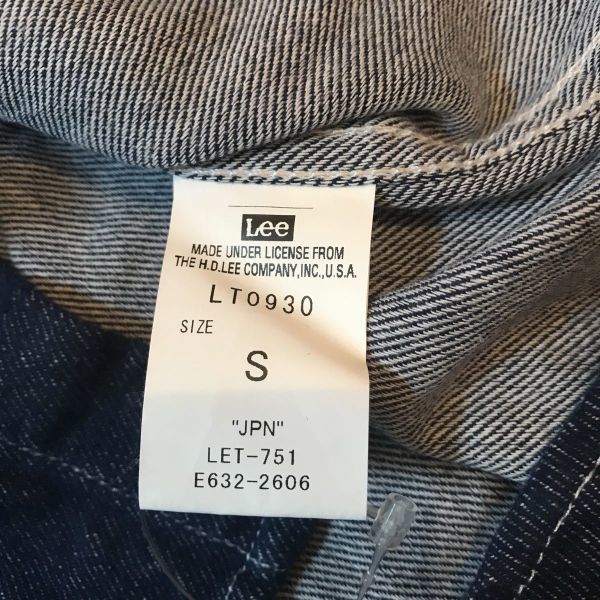 Lee
MADE UNDER LICENSE FROM
THE H.D.LEE COMPANY,INC.,U.S.A.
LT0930
SIZE
S
"JPN"
LET-751
E632-2606